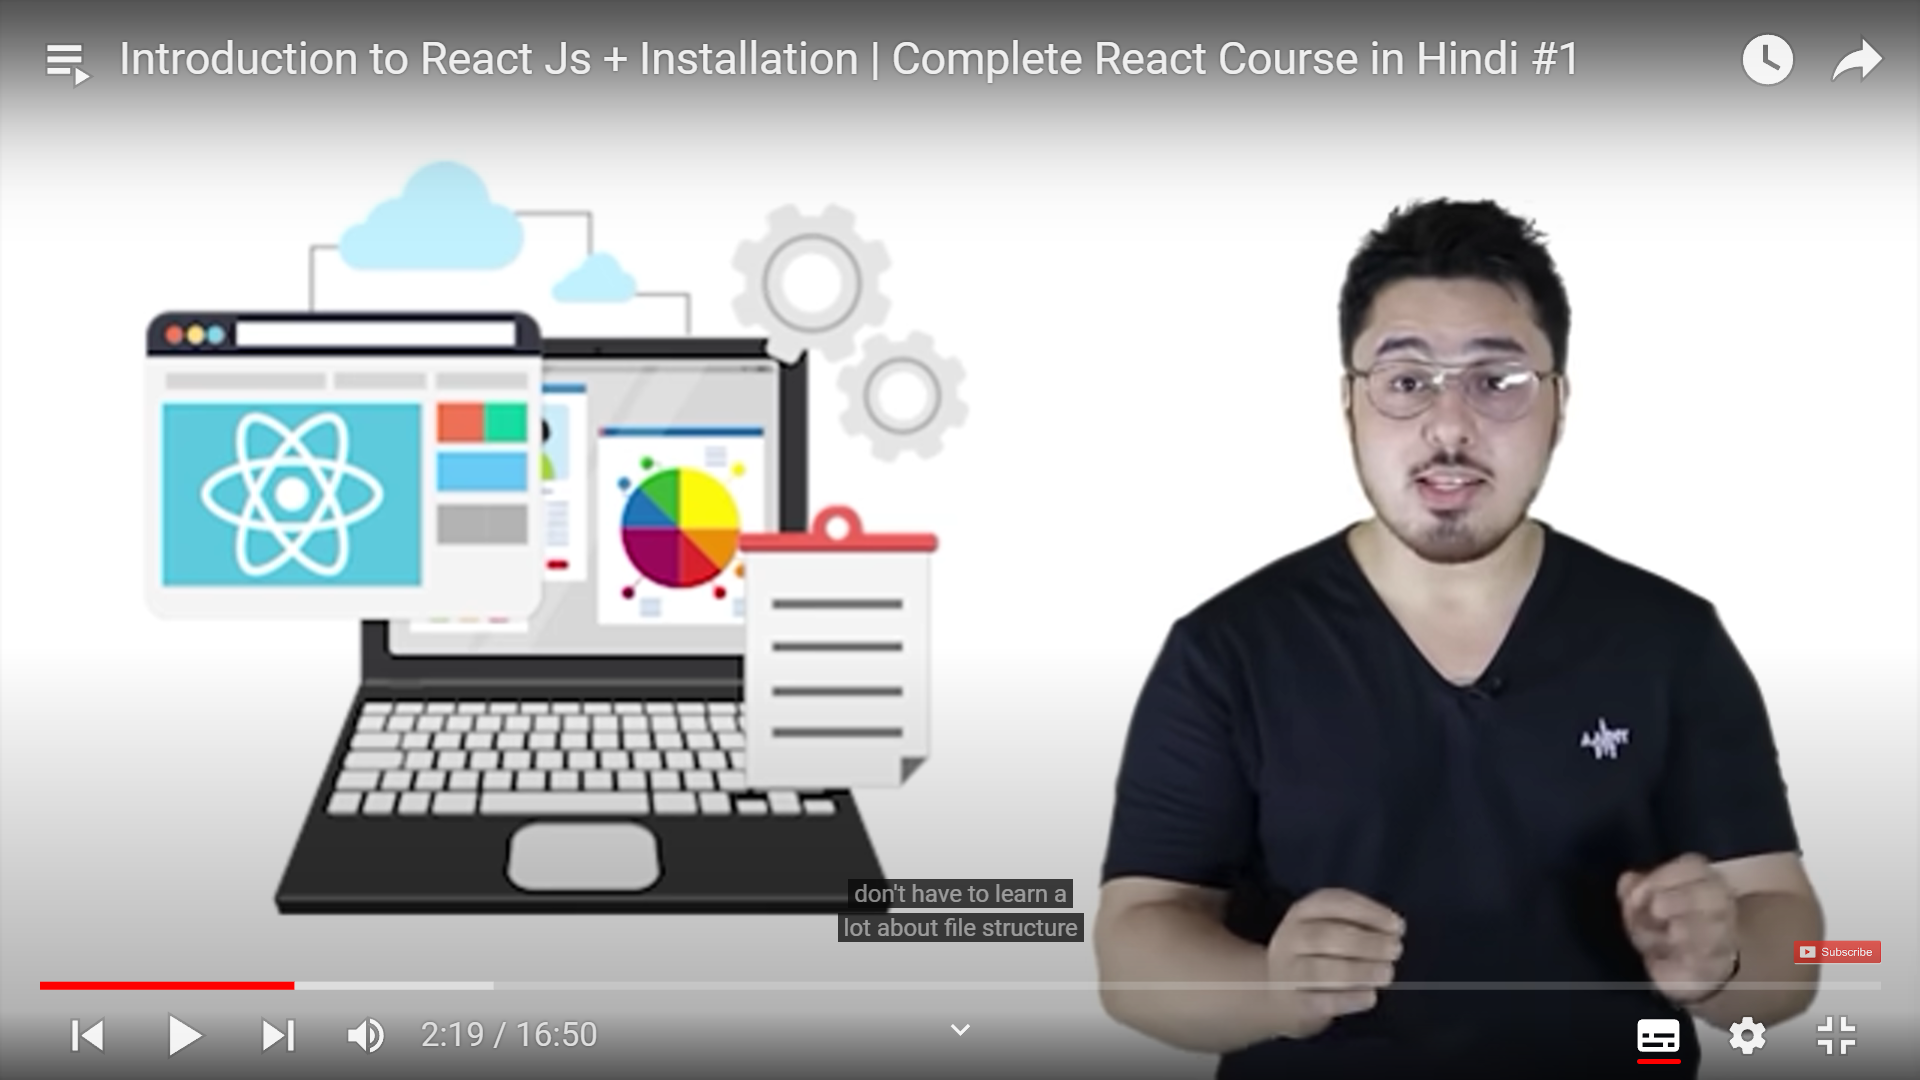 Introduction to React Js + Installation | Complete React Course in Hindi #1
don't have to learn a
lot about file structure
Subscribe
2:19 / 16:50